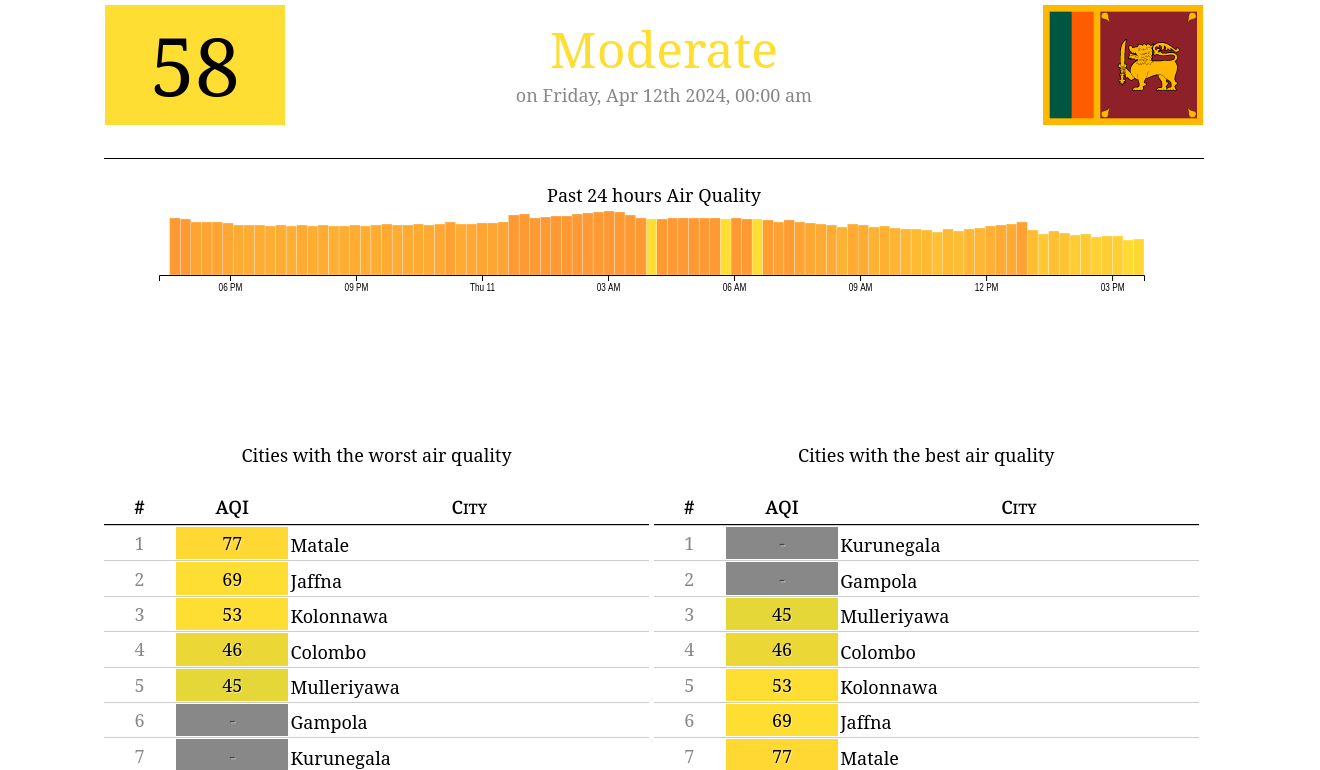 58
Moderate
on Friday, Apr 12th 2024, 00:00 am
Past 24 hours Air Quality
06 PM 09 PM Thu 11 03 AM 06 AM 09 AM 12 PM 03 PM
Cities with the worst air quality
# AQI City
1 77 Matale
2 69 Jaffna
3 53 Kolonnawa
4 46 Colombo
5 45 Mulleriyawa
6 - Gampola
7 - Kurunegala
Cities with the best air quality
# AQI City
1 - Kurunegala
2 - Gampola
3 45 Mulleriyawa
4 46 Colombo
5 53 Kolonnawa
6 69 Jaffna
7 77 Matale